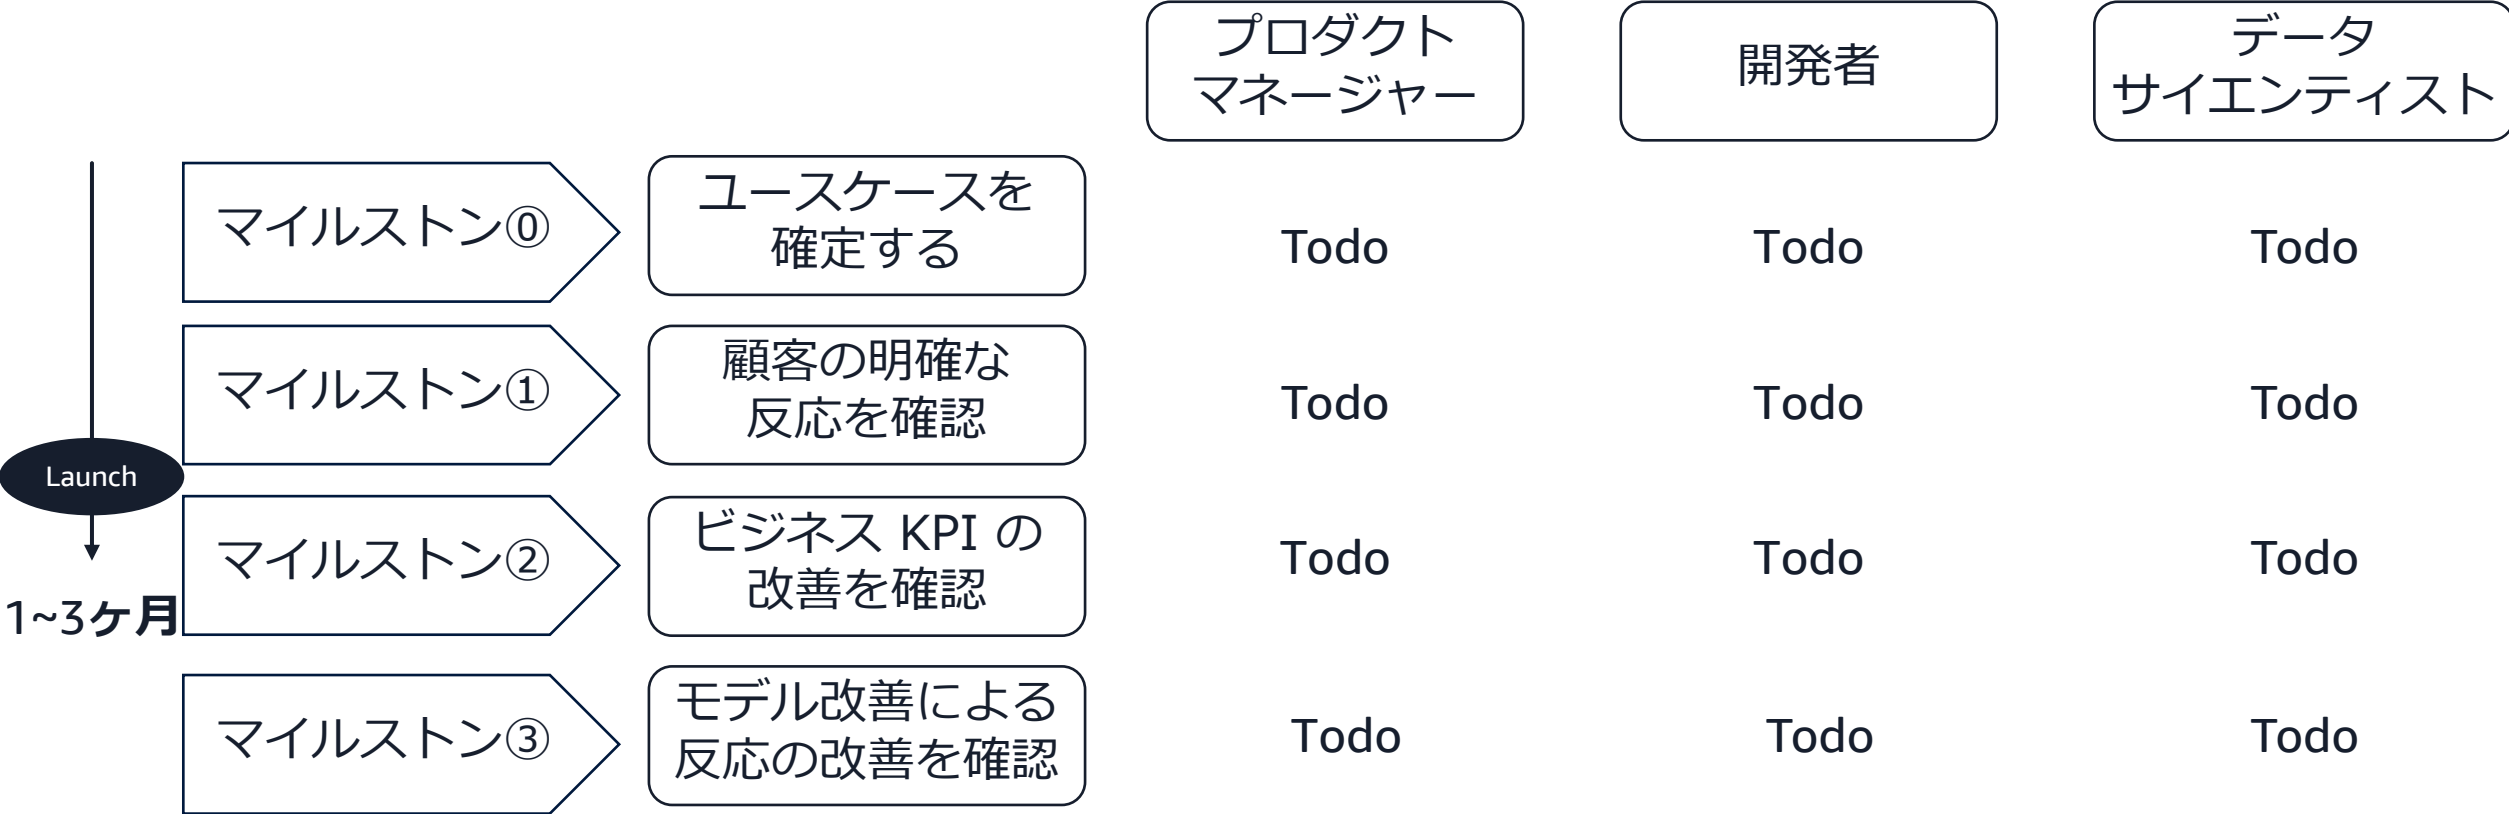 プロダクト
マネージャー
開発者
データ
サイエンティスト
マイルストン⓪
ユースケースを
確定する
Todo
Todo
Todo
マイルストン①
顧客の明確な
反応を確認
Todo
Todo
Todo
Launch
マイルストン②
ビジネス KPI の
改善を確認
Todo
Todo
Todo
1~3ヶ月
マイルストン③
モデル改善による
反応の改善を確認
Todo
Todo
Todo